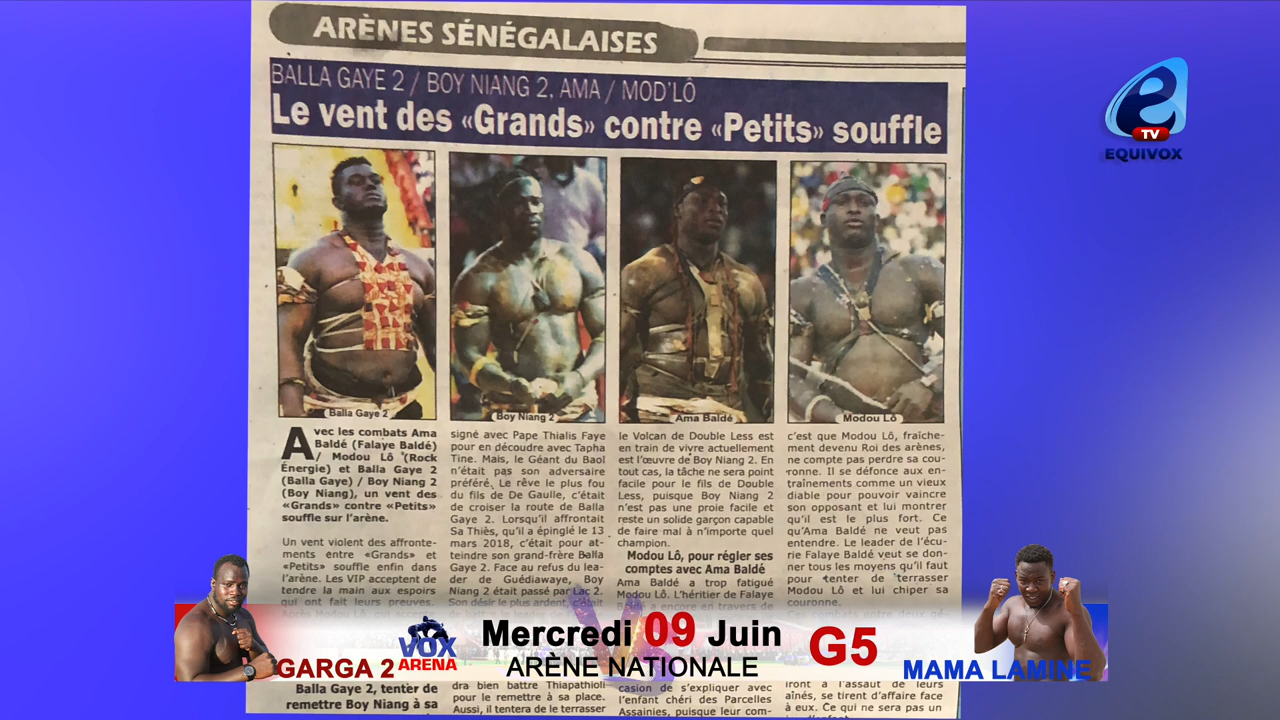 ARÈNES SÉNÉGALAISES
BALLA GAYE 2 / BOY NIANG 2, AMA / MOD'LÔ
Le vent des «Grands» contre «Petits» souffle
Balla Gaye 2
Boy Niang 2
Ama Baldé
Modou Lô
Avec les combats Ama
Baldé (Falaye Baldé)
/ Modou Lô (Rock
Énergie) et Balla Gaye 2
(Balla Gaye) / Boy Niang 2
(Boy Niang), un vent des
«Grands» contre «Petits»
souffle sur l'arène.
Un vent violent des affronte-
ments entre «Grands» et
«Petits» souffle enfin dans
l'arène. Les VIP acceptent de
tendre la main aux espoirs
qui ont fait leurs preuves.
Balla Gaye 2, tenter de
remettre Boy Niang à sa
signé avec Pape Thialis Faye
pour en découdre avec Tapha
Tine. Mais, le Géant du Baol
n'était pas son adversaire
préféré. Le rêve le plus fou
du fils de De Gaulle, c'était
de croiser la route de Balla
Gaye 2. Lorsqu'il affrontait
Sa Thiès, qu'il a épinglé le 13
mars 2018, c'était pour at-
teindre son grand-frère Balla
Gaye 2. Face au refus du lea-
der de Guédiawaye, Boy
Niang 2 était passé par Lac 2.
Son désir le plus ardent, c'était
dra bien battre Thiapathioli
pour le remettre à sa place.
Aussi, il tentera de le terrasser
le Volcan de Double Less est
en train de vivre actuellement
est l'œuvre de Boy Niang 2. En
tout cas, la tâche ne sera point
facile pour le fils de Double
Less, puisque Boy Niang 2
n'est pas une proie facile et
reste un solide garçon capable
de faire mal à n'importe quel
champion.
Modou Lô, pour régler ses
comptes avec Ama Baldé
Ama Baldé a trop fatigué
Modou Lô. L'héritier de Falaye
Baldé a encore en travers de
casion de s'expliquer avec
l'enfant chéri des Parcelles
Assainies, puisque leur com-
c'est que Modou Lô, fraîche-
ment devenu Roi des arènes,
ne compte pas perdre sa cou-
ronne. Il se défonce aux en-
traînements comme un vieux
diable pour pouvoir vaincre
son opposant et lui montrer
qu'il est le plus fort. Ce
qu'Ama Baldé ne veut pas
entendre. Le leader de l'écu-
rie Falaye Baldé veut se don-
ner tous les moyens qu'il faut
pour tenter de terrasser
Modou Lô et lui chiper sa
couronne.
iront à l'assaut de leurs
aînés, se tirent d'affaire face
à eux. Ce qui ne sera pas un
e
TV
EQUIVOX
GARGA 2
VOX
ARENA
Mercredi 09 Juin
ARÈNE NATIONALE
G5
MAMA LAMINE